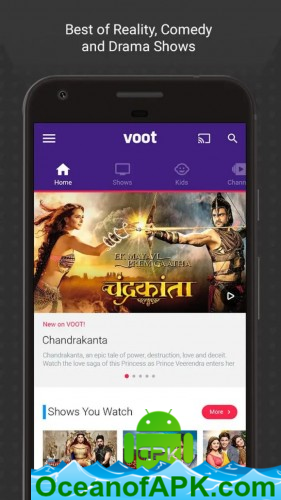 Best of Reality, Comedy
and Drama Shows
voot
Home
Shows
Kids
Chann
EK MAYAVI
PREM GAATHA
चंद्रकांता
New on VOOT!
Chandrakanta
Chandrakanta, an epic tale of power, destruction, love and deceit.
Watch the love saga of this Princess as Prince Veerendra enters her
Shows You Watch
More
APK
OceanofAPK.com